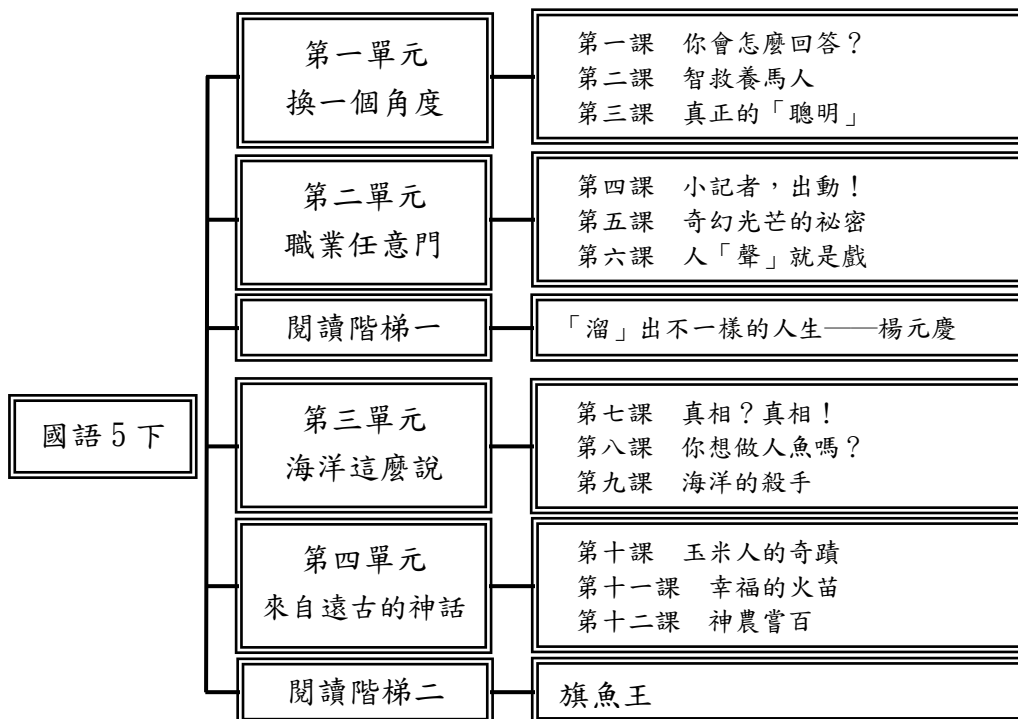 國語5下
第一單元
換一個角度
第一課 你會怎麼回答？
第二課 智救養馬人
第三課 真正的「聰明」
第二單元
職業任意門
第四課 小記者，出動！
第五課 奇幻光芒的祕密
第六課 人「聲」就是戲
閱讀階梯一
「溜」出不一樣的人生——楊元慶
第三單元
海洋這麼說
第七課 真相？真相！
第八課 你想做人魚嗎？
第九課 海洋的殺手
第四單元
來自遠古的神話
第十課 玉米人的奇蹟
第十一課 幸福的火苗
第十二課 神農嘗百
閱讀階梯二
旗魚王